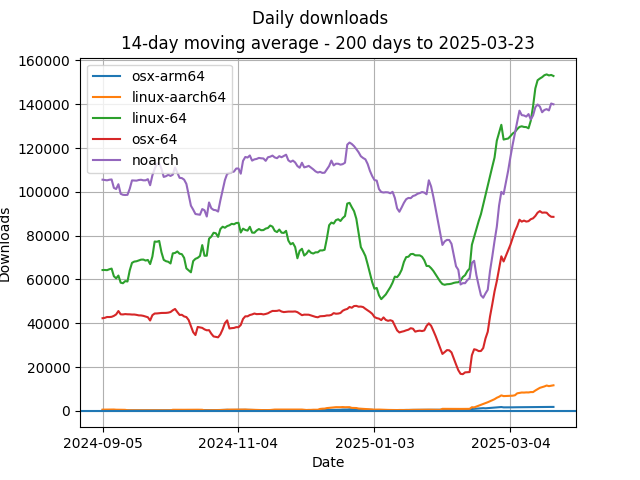 Daily downloads
14-day moving average - 200 days to 2025-03-23
160000
140000
120000
100000
80000
60000
40000
20000
0
Downloads
osx-arm64
linux-aarch64
linux-64
osx-64
noarch
2024-09-05
2024-11-04
2025-01-03
2025-03-04
Date